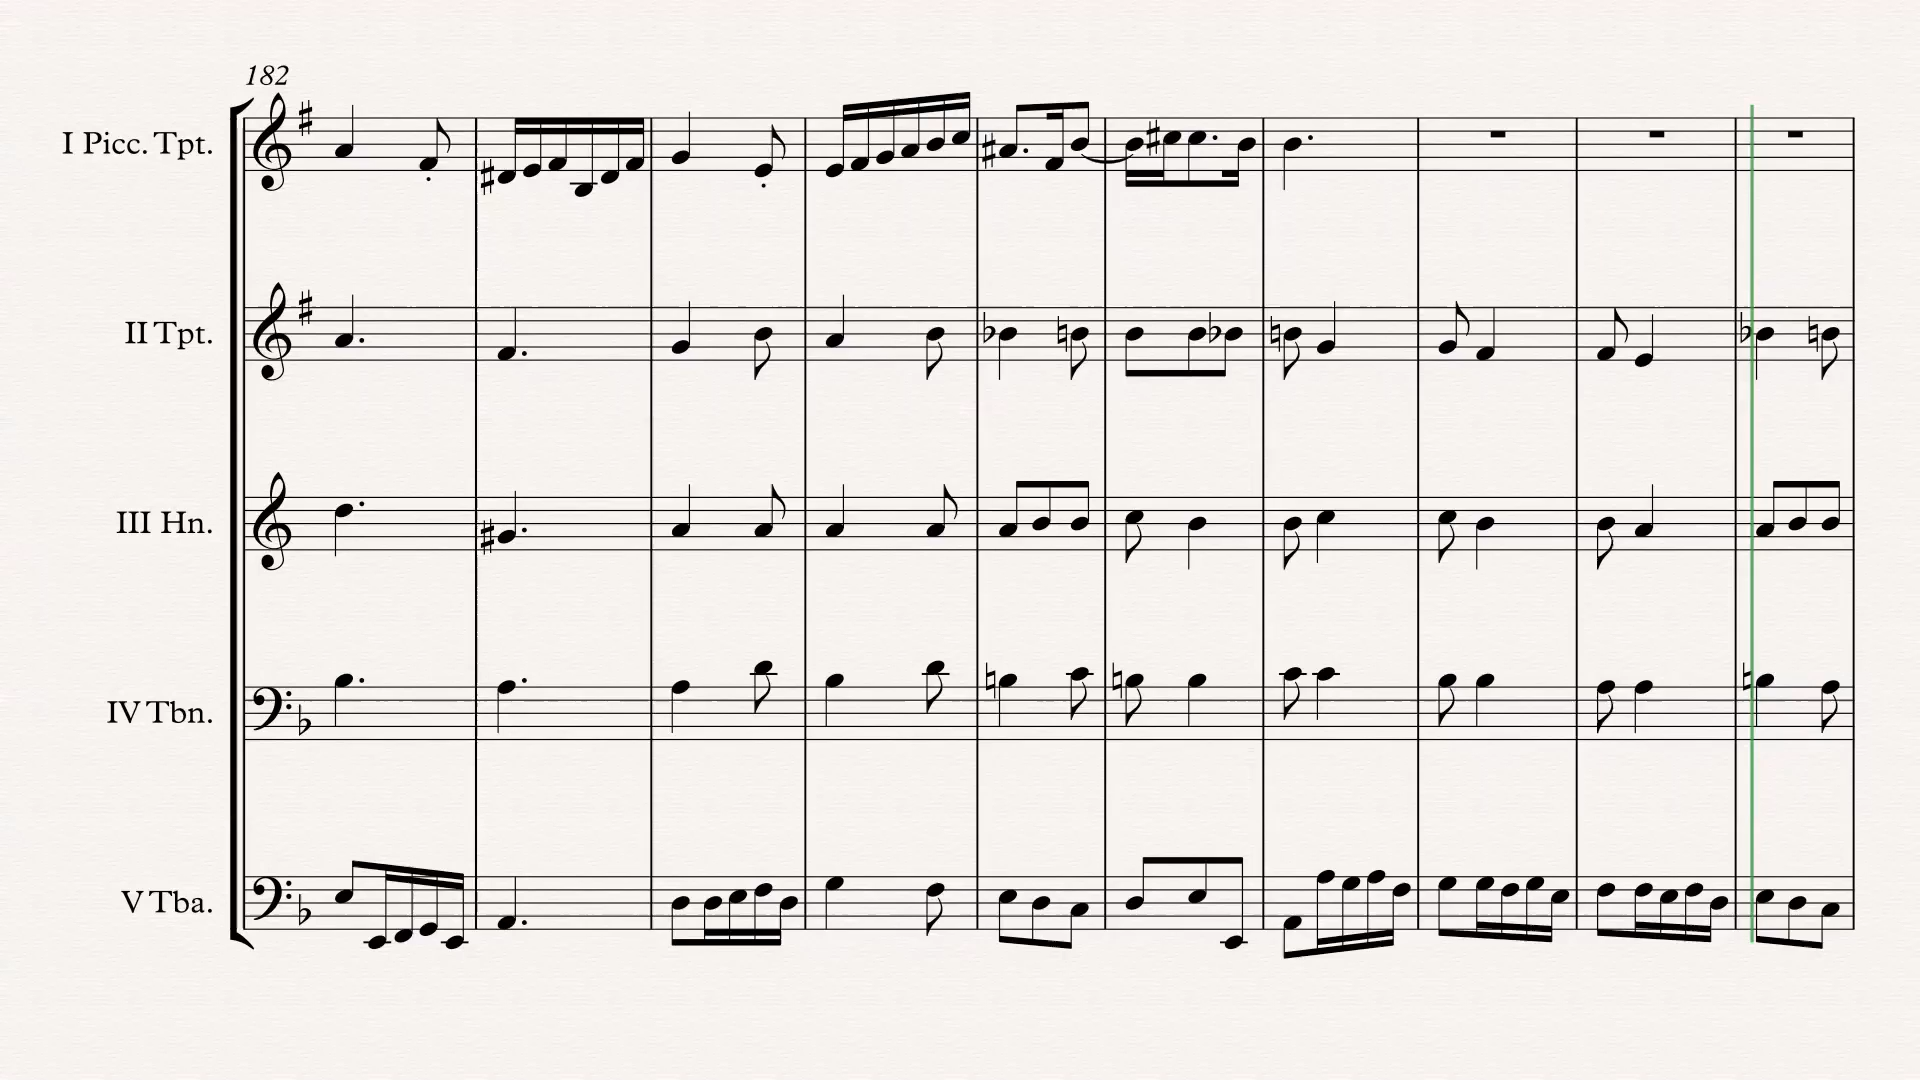 182
I Picc. Tpt.
II Tpt.
III Hn.
IV Tbn.
V Tba.